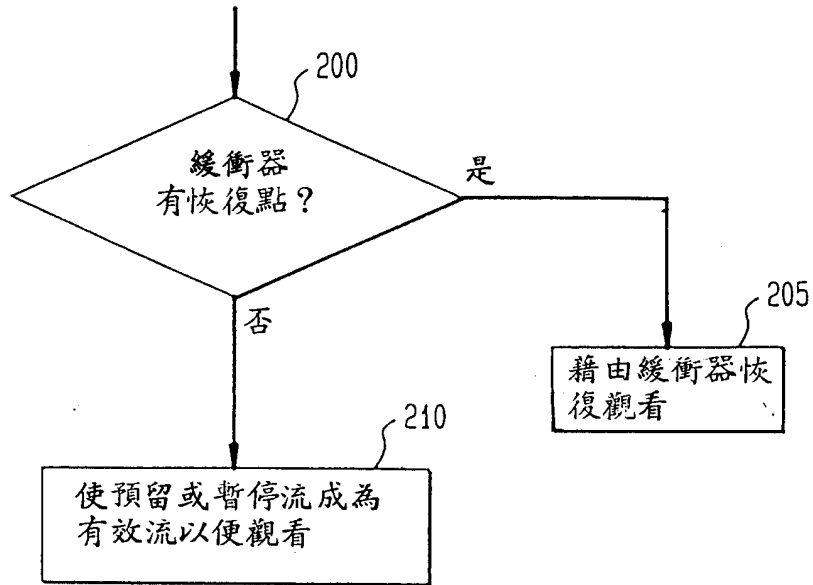 200
緩衝器
有恢復點？
是
否
205
藉由緩衝器恢
復觀看
210
使預留或暫停流成為
有效流以便觀看